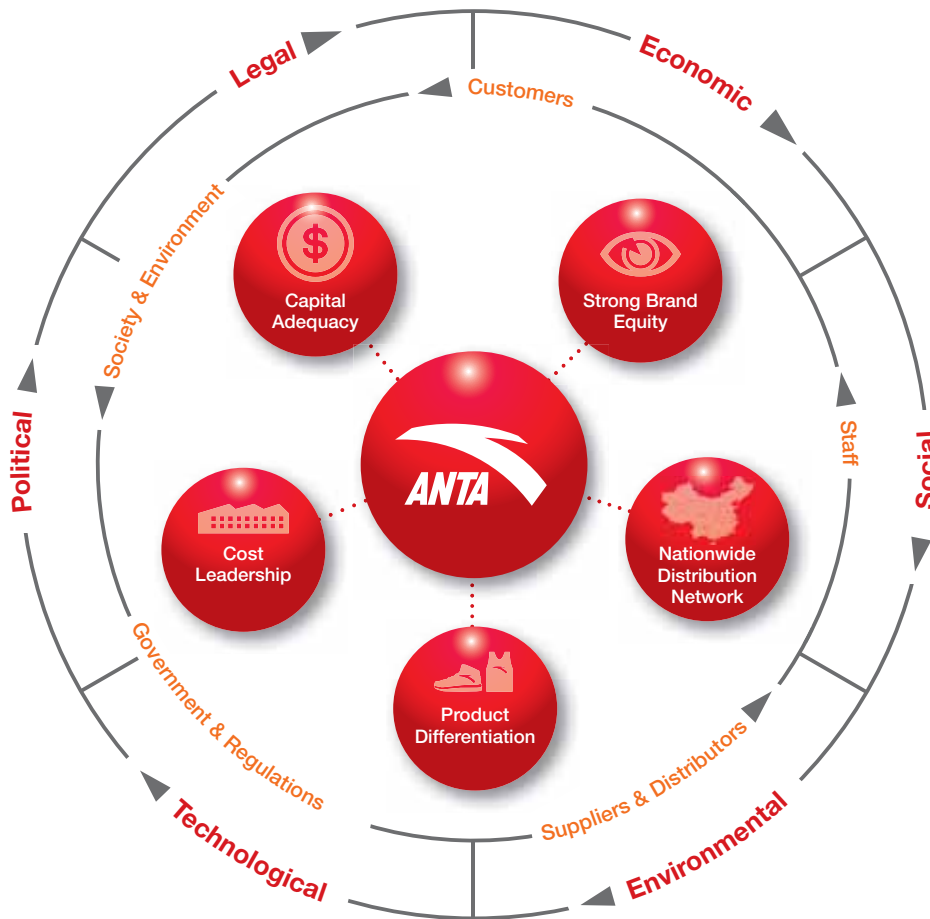 Legal
Economic
Customers
Society & Environment
Capital
Adequacy
$
Strong Brand
Equity
Political
ANTA
Staff
Social
Cost
Leadership
Nationwide
Distribution
Network
Product
Differentiation
Government & Regulations
Suppliers & Distributors
Technological
Environmental